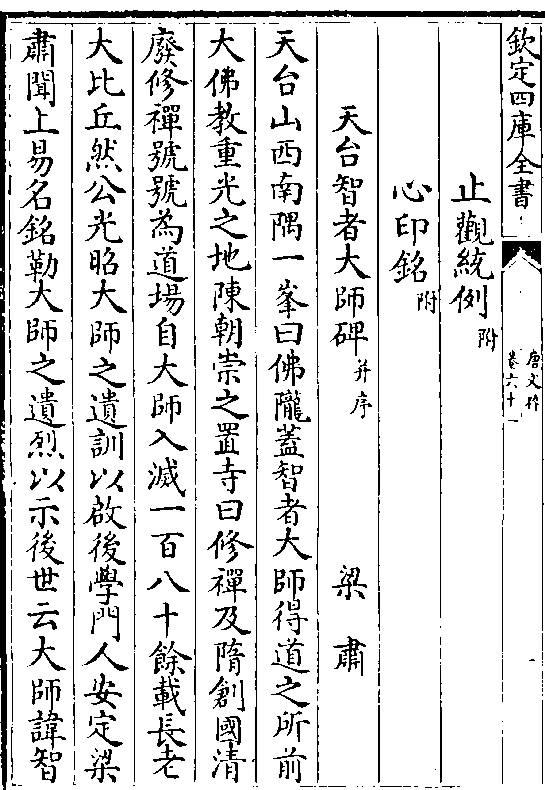 欽定四庫全書
唐文粹
卷六十一
止觀統例附
心印銘附
天台智者大師碑并序 梁肅
天台山西南隅一峯曰佛隴蓋智者大師得道之所前
大佛教重光之地陳朝崇之置寺曰修禪及隋創國清
廢修禪號號為道場自大師入滅一百八十餘載長老
大比丘然公光昭大師之遺訓以啟後學門人安定梁
肅聞上易名銘勒大師之遺烈以示後世云大師諱智